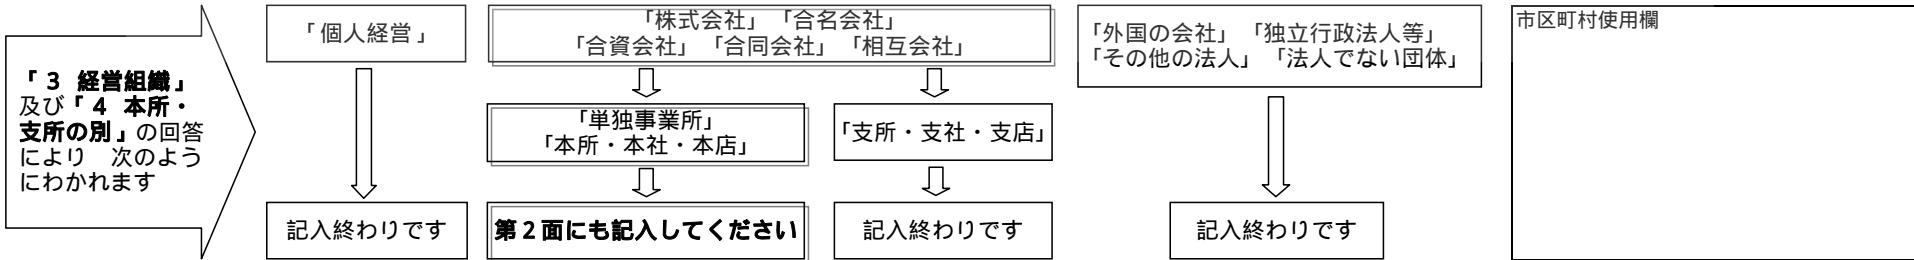 「３ 経営組織」
及び「４ 本所・
支所の別」の回答
により 次のよう
にわかれます
「個人経営」
記入終わりです
「株式会社」「合名会社」
「合資会社」「合同会社」「相互会社」
「単独事業所」
「本所・本社・本店」
第２面にも記入してください
「支所・支社・支店」
記入終わりです
「外国の会社」「独立行政法人等」
「その他の法人」「法人でない団体」
記入終わりです
市区町村使用欄